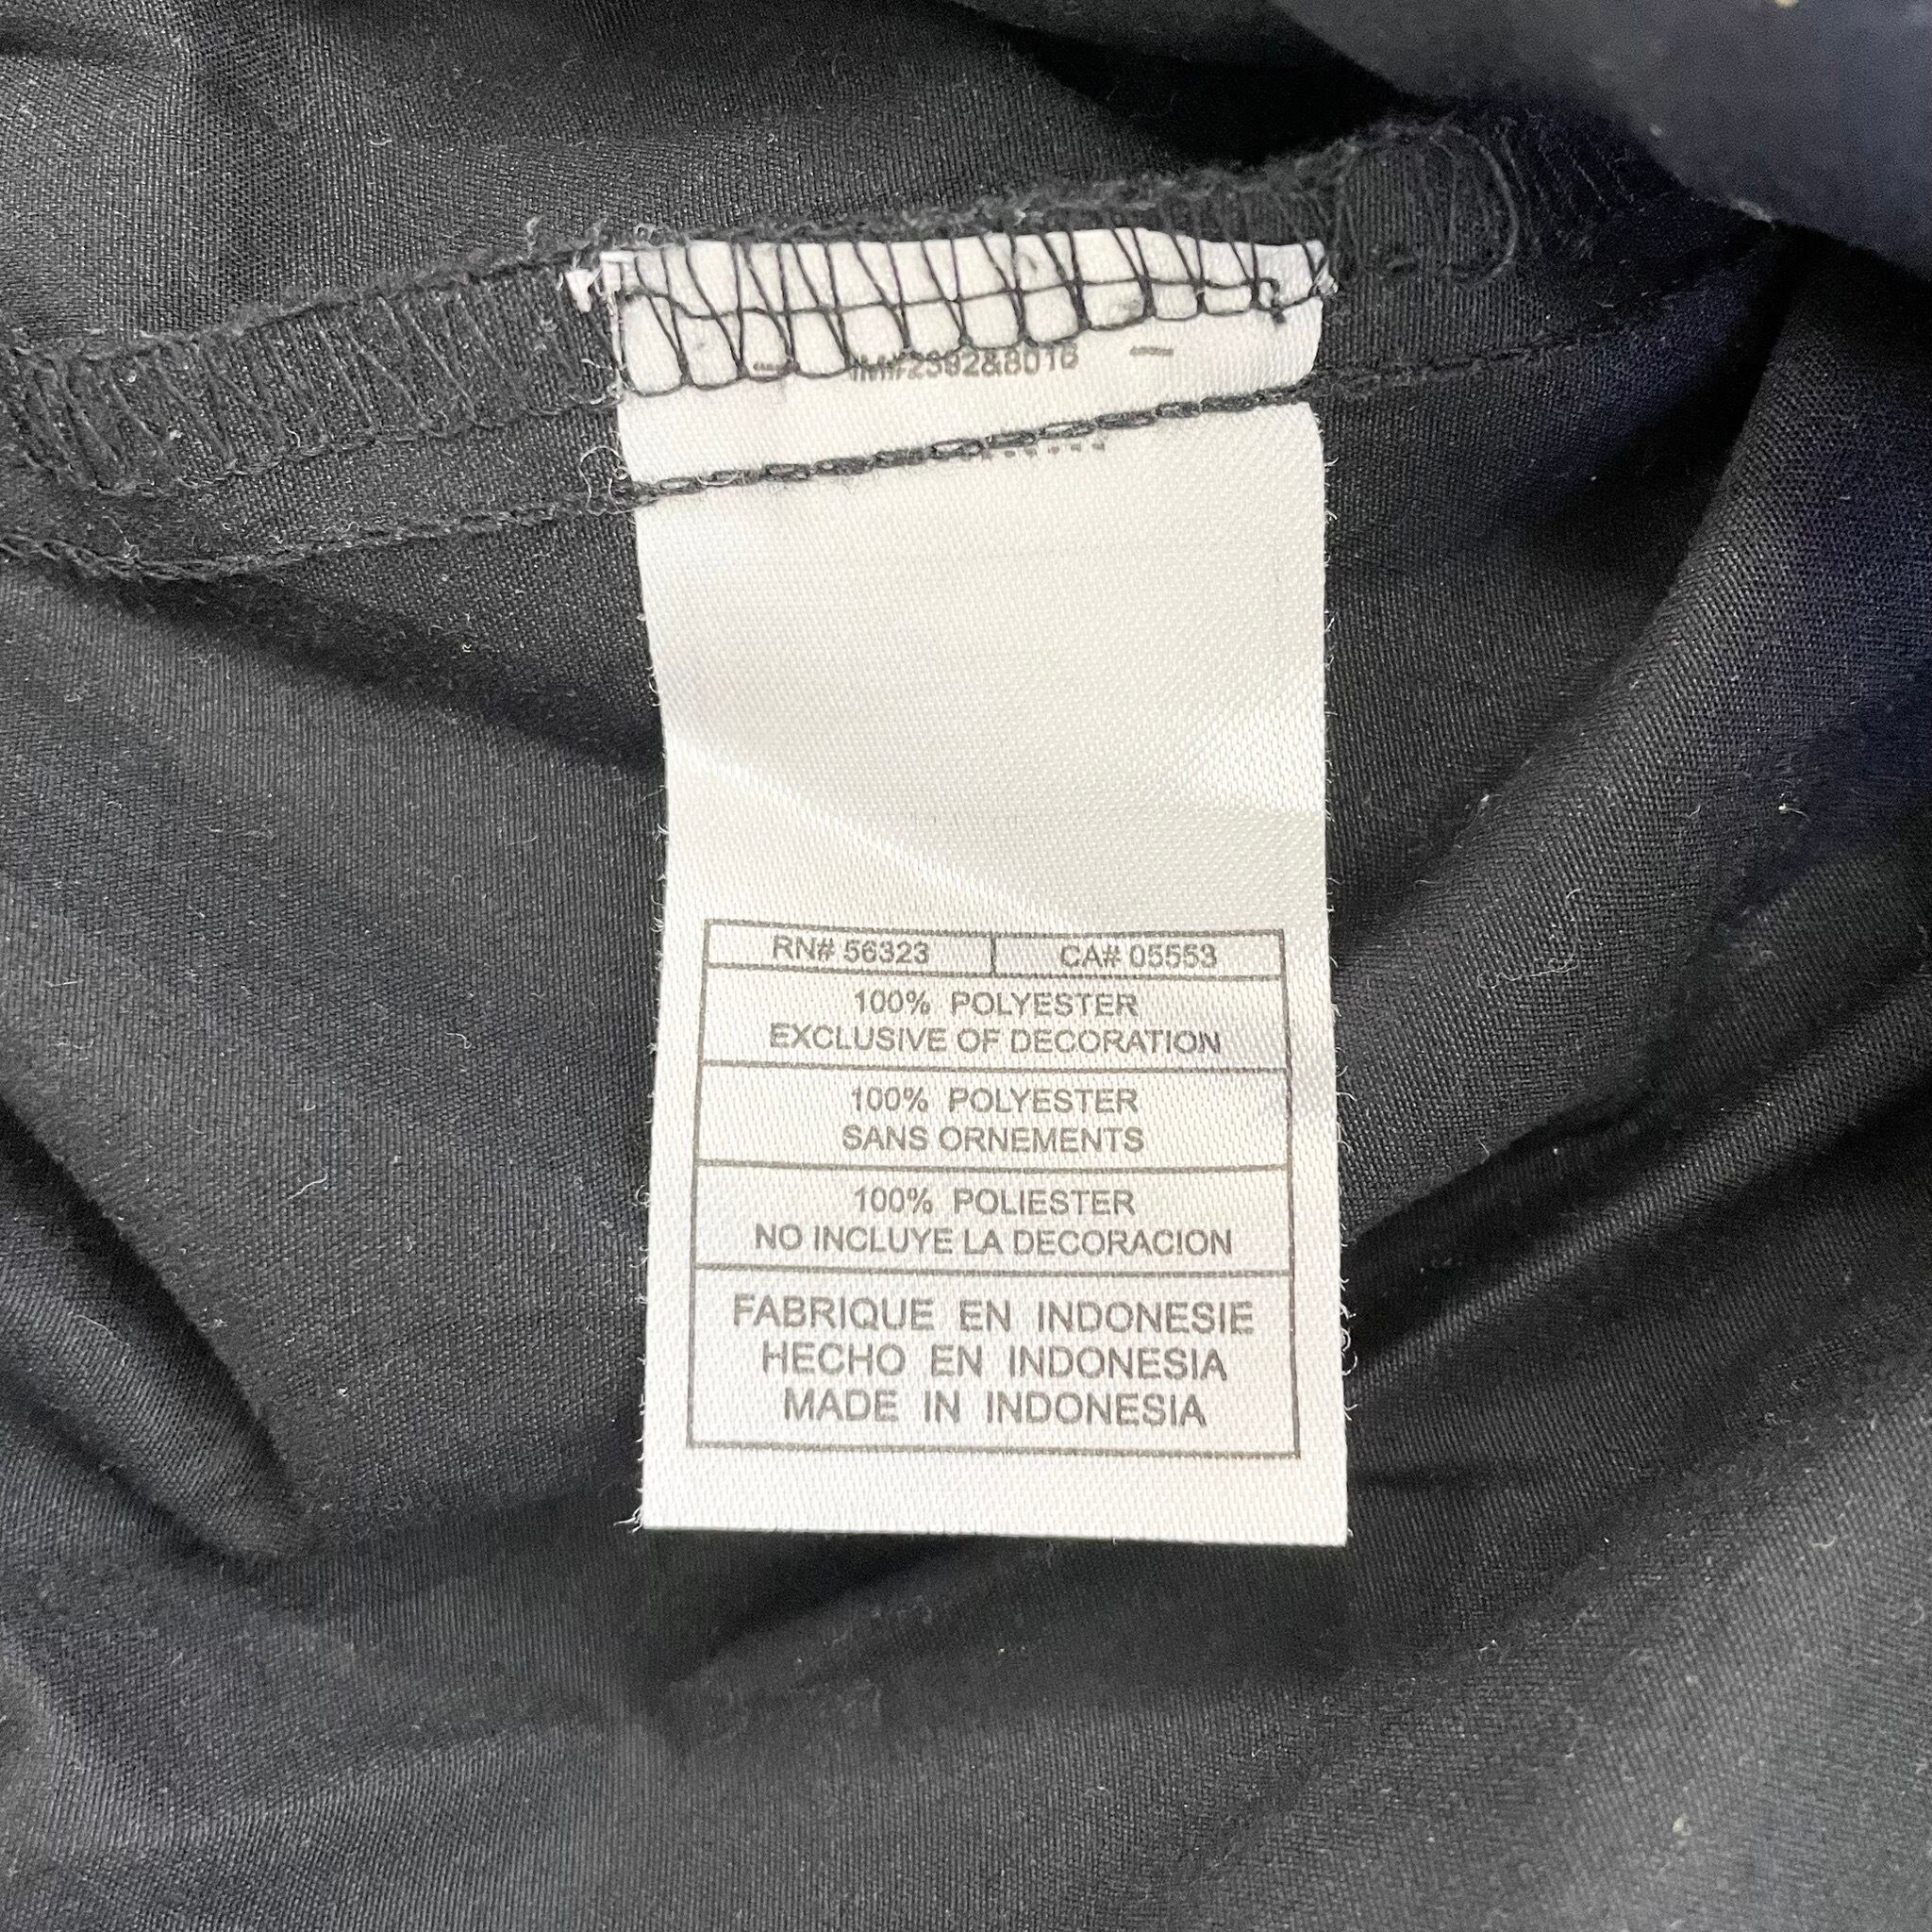 RN# 56323 CA# 05553
100% POLYESTER
EXCLUSIVE OF DECORATION
100% POLYESTER
SANS ORNEMENTS
100% POLIESTER
NO INCLUYE LA DECORACION
FABRIQUE EN INDONESIE
HECHO EN INDONESIA
MADE IN INDONESIA